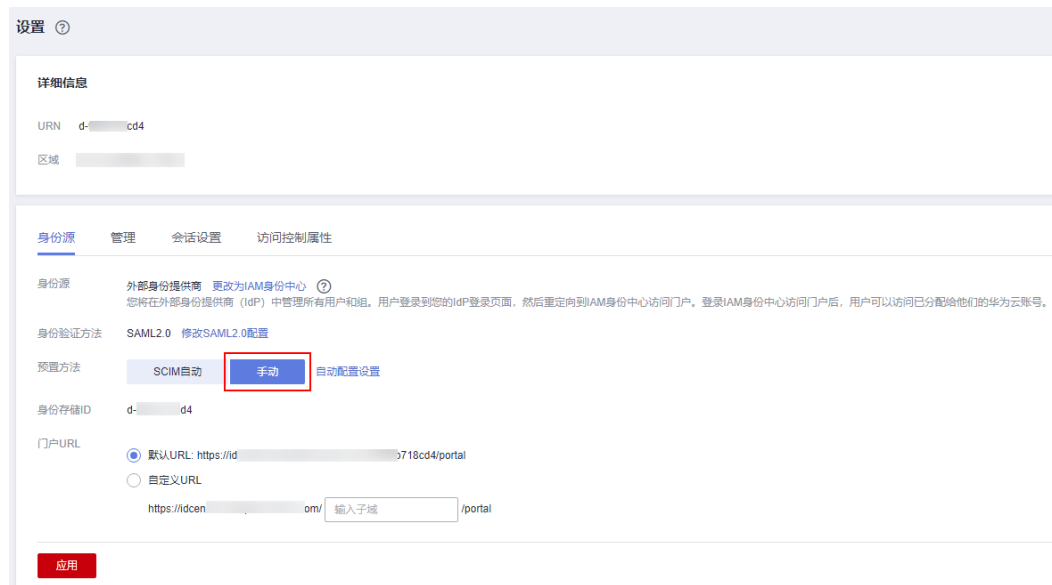 设置 ?
详细信息
URN d- cd4
区域
身份源 管理 会话设置 访问控制属性
身份源 外部身份提供商 更改为IAM身份中心 ?
您将在外部身份提供商（IdP）中管理所有用户和组。用户登录到您的IdP登录页面，然后重定向到IAM身份中心访问门户。登录IAM身份中心访问门户后，用户可以访问已分配给他们的华为云账号。
身份验证方法 SAML2.0 修改SAML2.0配置
预置方法 SCIM自动 手动 自动配置设置
身份存储ID d- d4
门户URL
默认URL: https://id 718cd4/portal
自定义URL
https://idcen om/ 输入子域 /portal
应用